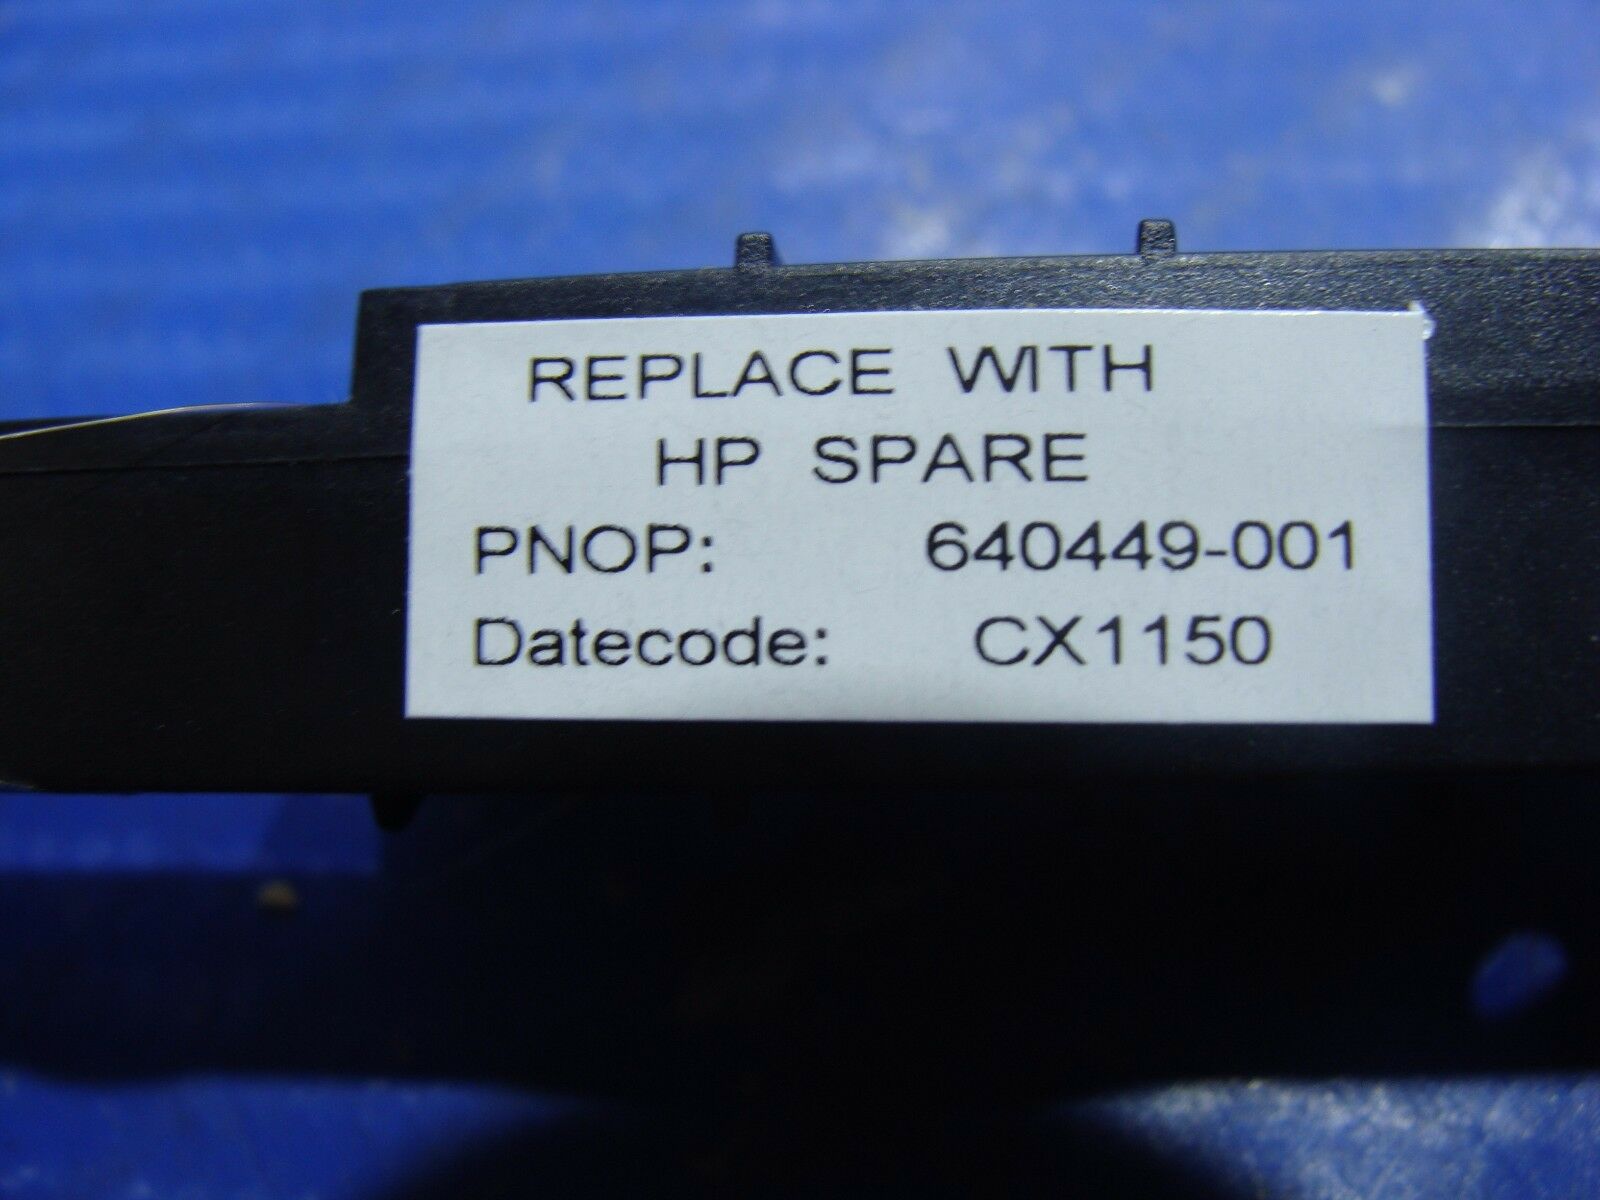 REPLACE WITH
HP SPARE
PNOP: 640449-001
Datecode: CX1150